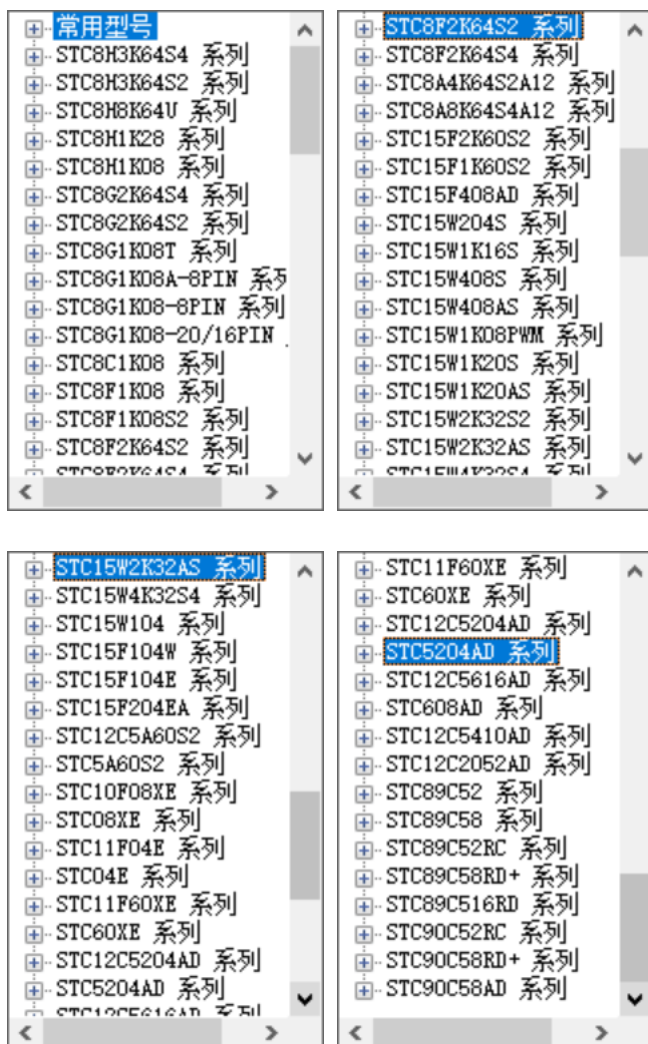 常用型号
STC8H3K64S4 系列
STC8H3K64S2 系列
STC8H8K64U 系列
STC8H1K28 系列
STC8H1K08 系列
STC8G2K64S4 系列
STC8G2K64S2 系列
STC8G1K08T 系列
STC8G1K08A-8PIN 系列
STC8G1K08-8PIN 系列
STC8G1K08-20/16PIN
STC8C1K08 系列
STC8F1K08 系列
STC8F1K08S2 系列
STC8F2K64S2 系列
STC8F2K64S4 系列
STC8F2K64S2 系列
STC8F2K64S4 系列
STC8A4K64S2A12 系列
STC8A8K64S4A12 系列
STC15F2K60S2 系列
STC15F1K60S2 系列
STC15F408AD 系列
STC15W204S 系列
STC15W1K16S 系列
STC15W408S 系列
STC15W408AS 系列
STC15W1K08PWM 系列
STC15W1K20S 系列
STC15W1K20AS 系列
STC15W2K32S2 系列
STC15W2K32AS 系列
STC15W4K32S4 系列
STC15W2K32AS 系列
STC15W4K32S4 系列
STC15W104 系列
STC15F104W 系列
STC15F104E 系列
STC15F204EA 系列
STC12C5A60S2 系列
STC5A60S2 系列
STC10F08XE 系列
STC08XE 系列
STC11F04E 系列
STC04E 系列
STC11F60XE 系列
STC60XE 系列
STC12C5204AD 系列
STC5204AD 系列
STC12C5616AD 系列
STC11F60XE 系列
STC60XE 系列
STC12C5204AD 系列
STC5204AD 系列
STC12C5616AD 系列
STC608AD 系列
STC12C5410AD 系列
STC12C2052AD 系列
STC89C52 系列
STC89C58 系列
STC89C52RC 系列
STC89C58RD+ 系列
STC89C516RD 系列
STC90C52RC 系列
STC90C58RD+ 系列
STC90C58AD 系列